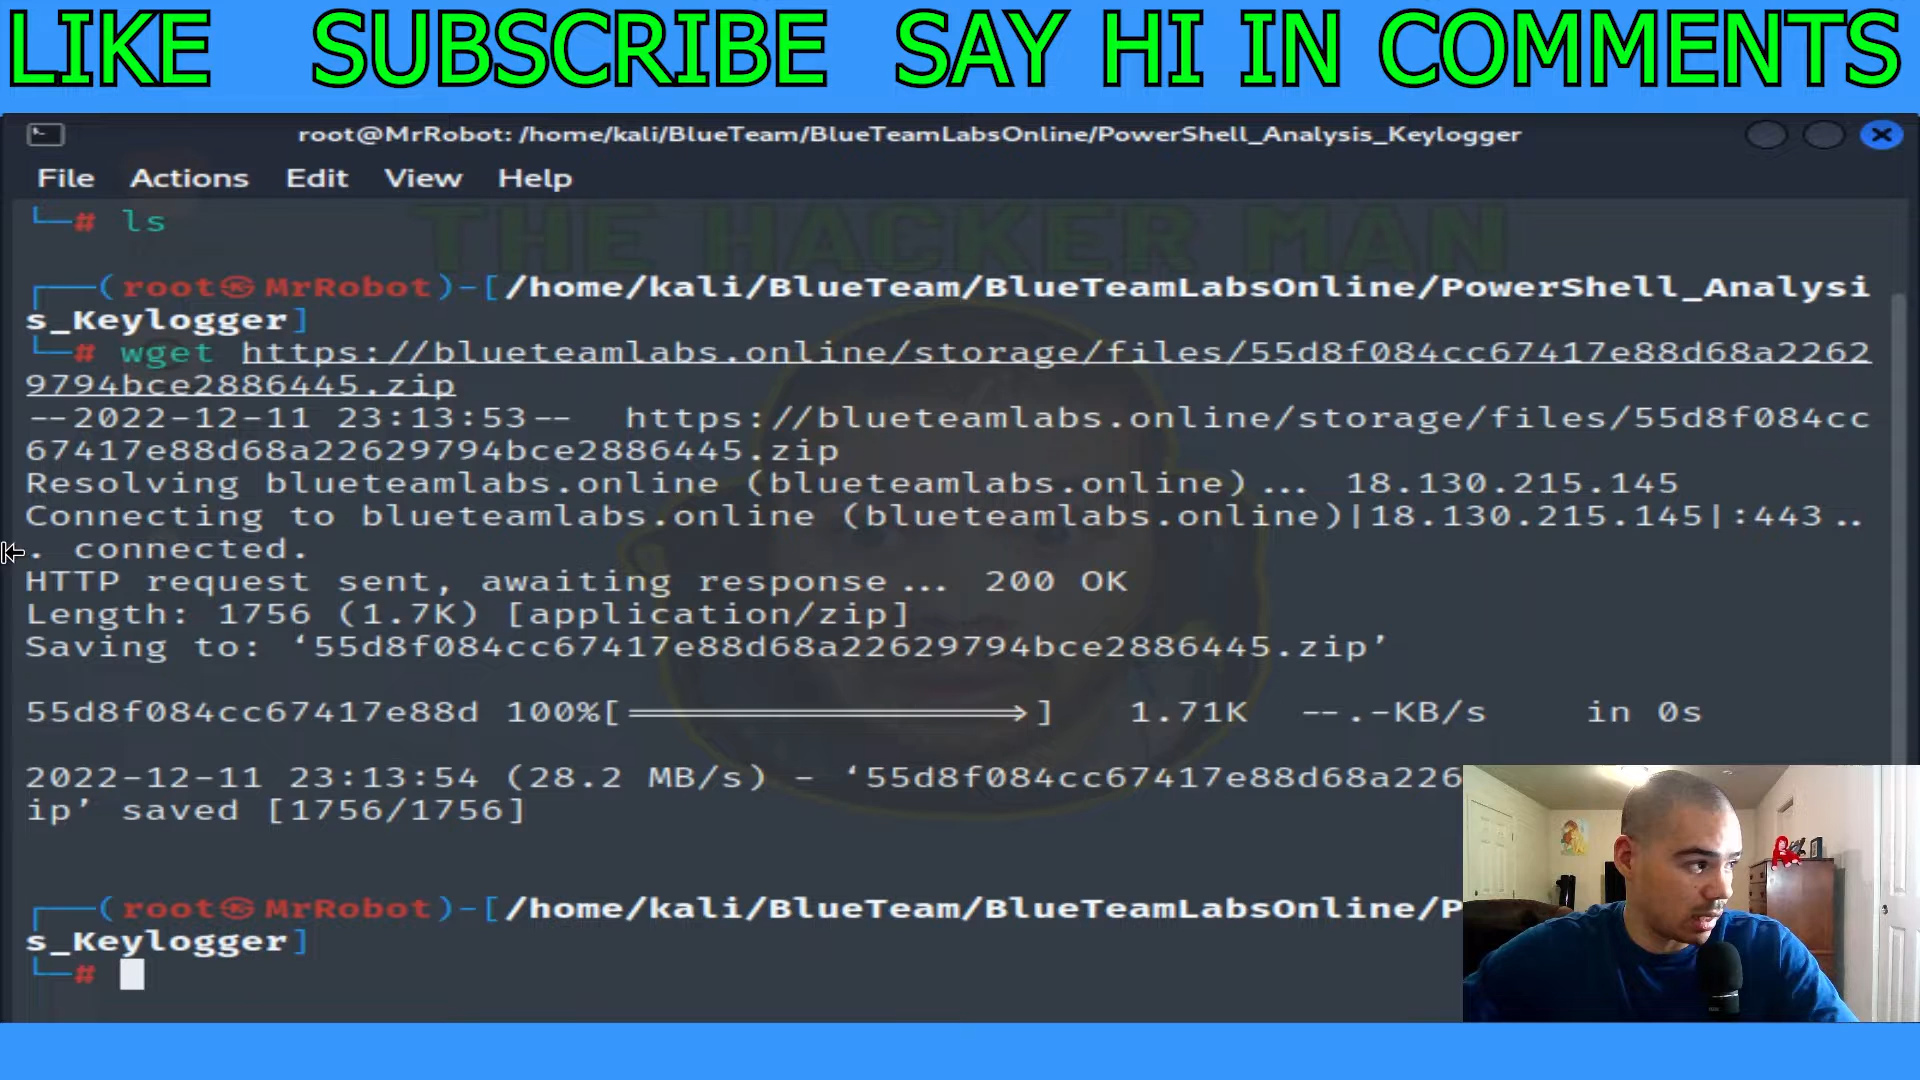 LIKE SUBSCRIBE SAY HI IN COMMENTS
root@MrRobot: /home/kali/BlueTeam/BlueTeamLabsOnline/PowerShell_Analysis_Keylogger
File Actions Edit View Help
THE HACKER MAN
└─# ls
┌──(root㉿MrRobot)-[/home/kali/BlueTeam/BlueTeamLabsOnline/PowerShell_Analysi
s_Keylogger]
└─# wget https://blueteamlabs.online/storage/files/55d8f084cc67417e88d68a2262
9794bce2886445.zip
--2022-12-11 23:13:53--  https://blueteamlabs.online/storage/files/55d8f084cc
67417e88d68a22629794bce2886445.zip
Resolving blueteamlabs.online (blueteamlabs.online)... 18.130.215.145
Connecting to blueteamlabs.online (blueteamlabs.online)|18.130.215.145|:443..
. connected.
HTTP request sent, awaiting response... 200 OK
Length: 1756 (1.7K) [application/zip]
Saving to: ‘55d8f084cc67417e88d68a22629794bce2886445.zip’
55d8f084cc67417e88d 100%[=================>] 1.71K --.-KB/s in 0s
2022-12-11 23:13:54 (28.2 MB/s) - ‘55d8f084cc67417e88d68a226
ip’ saved [1756/1756]
┌──(root㉿MrRobot)-[/home/kali/BlueTeam/BlueTeamLabsOnline/P
s_Keylogger]
└─#